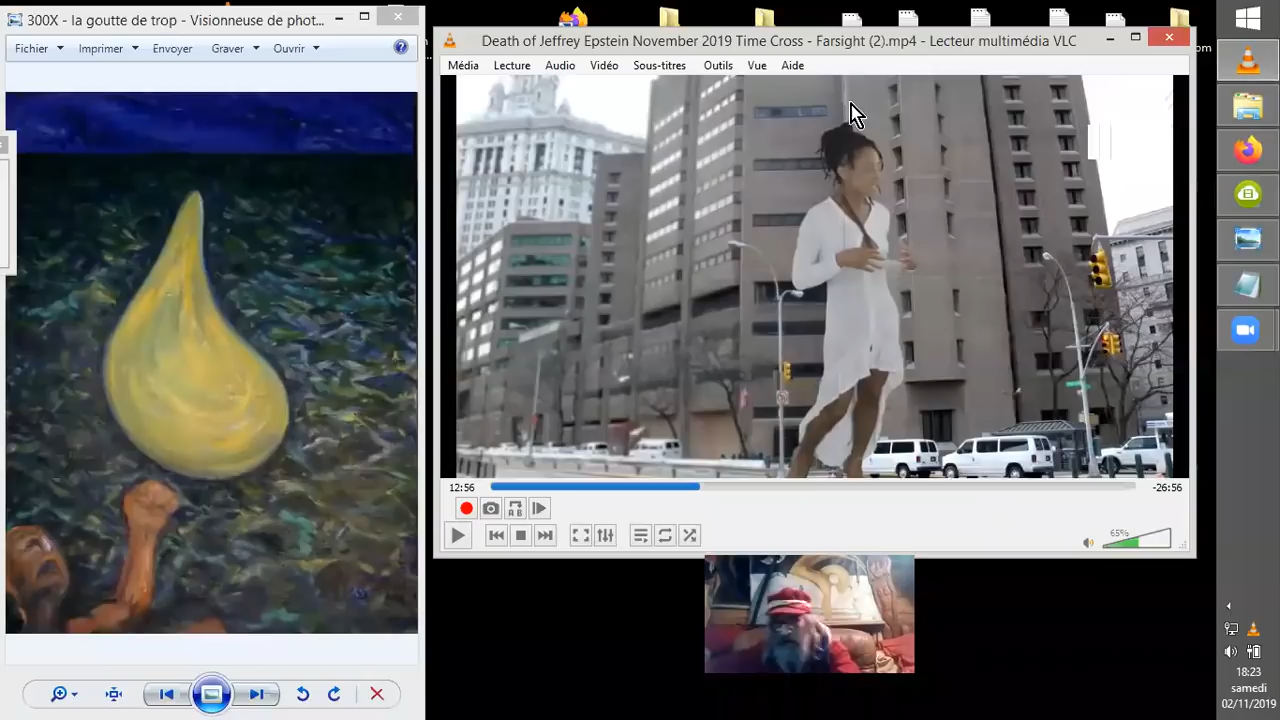 300X - la goutte de trop - Visionneuse de phot...
Fichier Imprimer Envoyer Graver Ouvrir
Death of Jeffrey Epstein November 2019 Time Cross - Farsight (2).mp4 - Lecteur multimédia VLC
Média Lecture Audio Vidéo Sous-titres Outils Vue Aide
12:56
-26:56
65%
18:23
samedi
02/11/2019